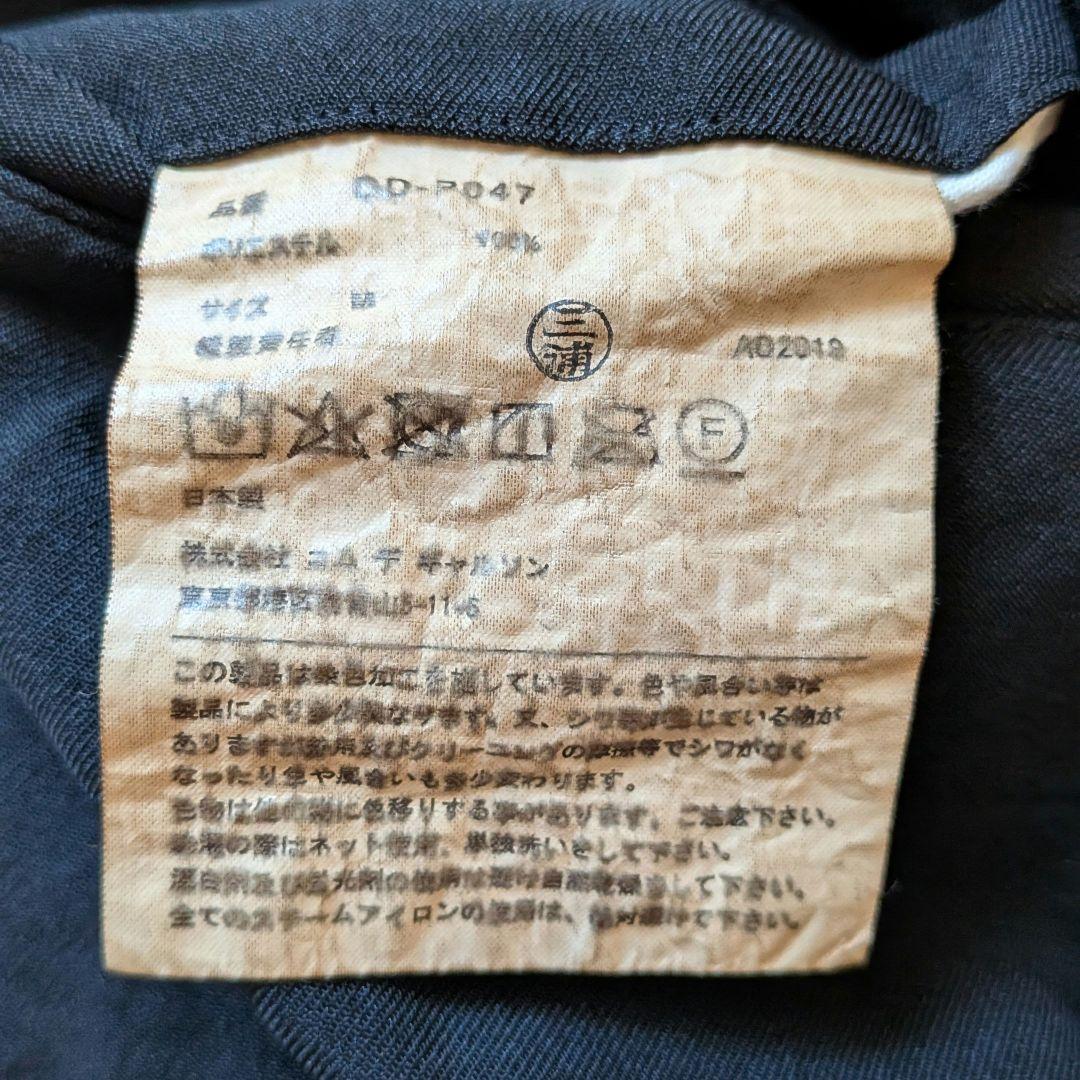 品番 OD-P047
ポリエステル 100%
サイズ M
縫製責任者 三浦 AD2019
F
日本製
株式会社 コム デ ギャルソン
東京都港区南青山5-11-5
この製品は染色加工を施しています。色や風合い等は
製品により多少異なります。又、シワ等が生じている物が
ありますが着用及びクリーニングの摩擦等でシワがなく
なったり色や風合いも多少変わります。
色物は他の物に色移りする事があります。ご注意下さい。
洗濯の際はネット使用、単独洗いをして下さい。
漂白剤及び蛍光剤の使用は避け自然乾燥をして下さい。
全てのスチームアイロンの使用は、絶対避けて下さい。